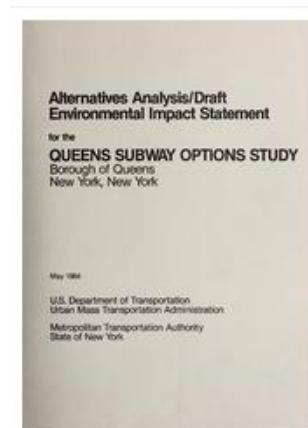 Alternatives Analysis/Draft
Environmental Impact Statement
for the
QUEENS SUBWAY OPTIONS STUDY
Borough of Queens
New York, New York
May 1984
U.S. Department of Transportation
Urban Mass Transportation Administration
Metropolitan Transportation Authority
State of New York